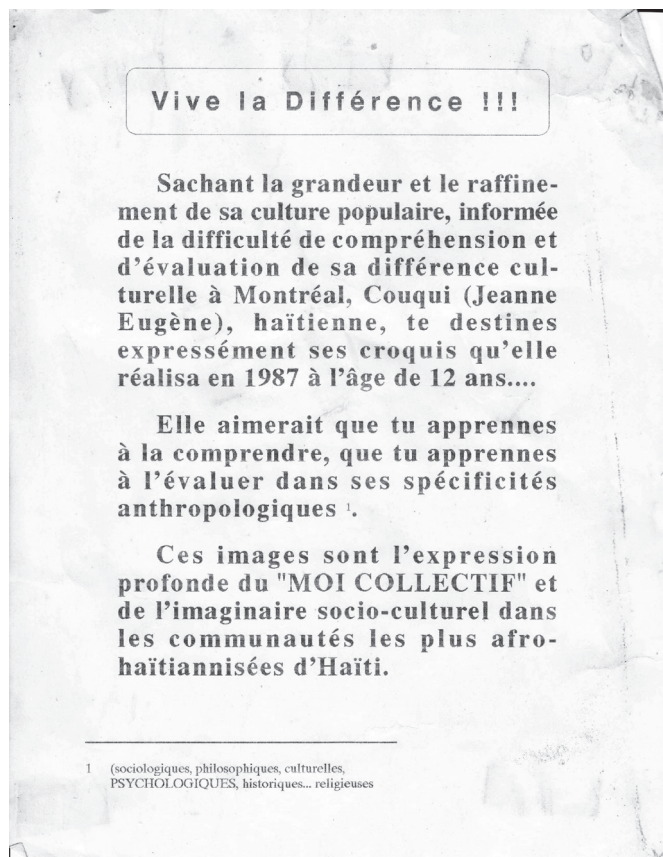 Vive la Différence !!!
Sachant la grandeur et le raffine-
ment de sa culture populaire, informée
de la difficulté de compréhension et
d'évaluation de sa différence cul-
turelle à Montréal, Couqui (Jeanne
Eugène), haïtienne, te destines
expressément ses croquis qu'elle
réalisa en 1987 à l'âge de 12 ans....
Elle aimerait que tu apprennes
à la comprendre, que tu apprennes
à l'évaluer dans ses spécificités
anthropologiques 1.
Ces images sont l'expression
profonde du "MOI COLLECTIF" et
de l'imaginaire socio-culturel dans
les communautés les plus afro-
haïtiannisées d'Haïti.
1 (sociologiques, philosophiques, culturelles,
PSYCHOLOGIQUES, historiques... religieuses